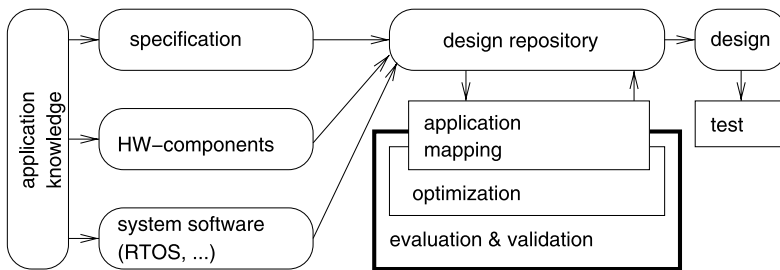 application
knowledge
specification
HW−components
system software
(RTOS, ...)
design repository
application
mapping
optimization
evaluation & validation
design
test